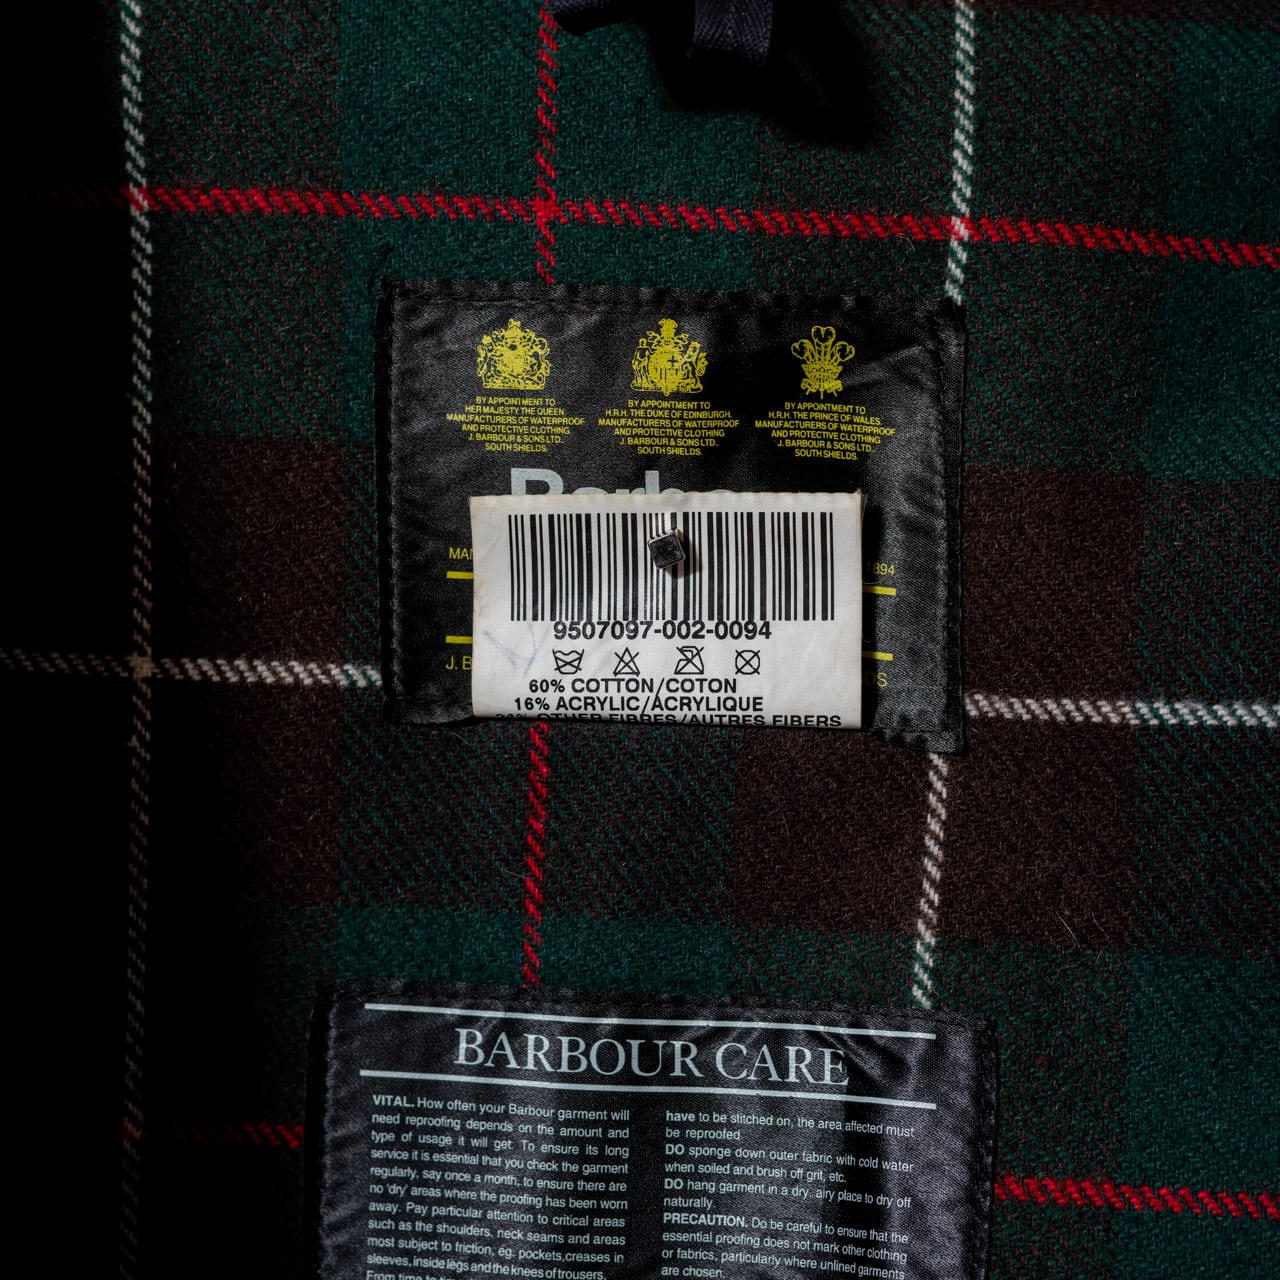 BY APPOINTMENT TO
HER MAJESTY THE QUEEN
MANUFACTURERS OF WATERPROOF
AND PROTECTIVE CLOTHING
J. BARBOUR & SONS LTD.
SOUTH SHIELDS.
BY APPOINTMENT TO
H.R.H. THE DUKE OF EDINBURGH.
MANUFACTURERS OF WATERPROOF
AND PROTECTIVE CLOTHING
J. BARBOUR & SONS LTD..
SOUTH SHIELDS.
BY APPOINTMENT TO
H.R.H. THE PRINCE OF WALES.
MANUFACTURERS OF WATERPROOF
AND PROTECTIVE CLOTHING
J. BARBOUR & SONS LTD..
SOUTH SHIELDS.
MA
1894
J. B
DS
9507097-002-0094
60% COTTON/COTON
16% ACRYLIC/ACRYLIQUE
OTHER FIBRES/AUTRES FIBERS
BARBOUR CARE
VITAL. How often your Barbour garment will
need reproofing depends on the amount and
type of usage it will get. To ensure its long
service it is essential that you check the garment
regularly, say once a month, to ensure there are
no 'dry' areas where the proofing has been worn
away. Pay particular attention to critical areas
such as the shoulders, neck seams and areas
most subject to friction, eg. pockets,creases in
sleeves, inside legs and the knees of trousers.
From time to
have to be stitched on, the area affected must
be reproofed.
DO sponge down outer fabric with cold water
when soiled and brush off grit, etc.
DO hang garment in a dry, airy place to dry off
naturally.
PRECAUTION. Do be careful to ensure that the
essential proofing does not mark other clothing
or fabrics, particularly where unlined garments
are chosen.